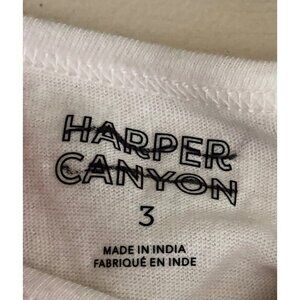 HARPER
CANYON
3
MADE IN INDIA
FABRIQUÉ EN INDE